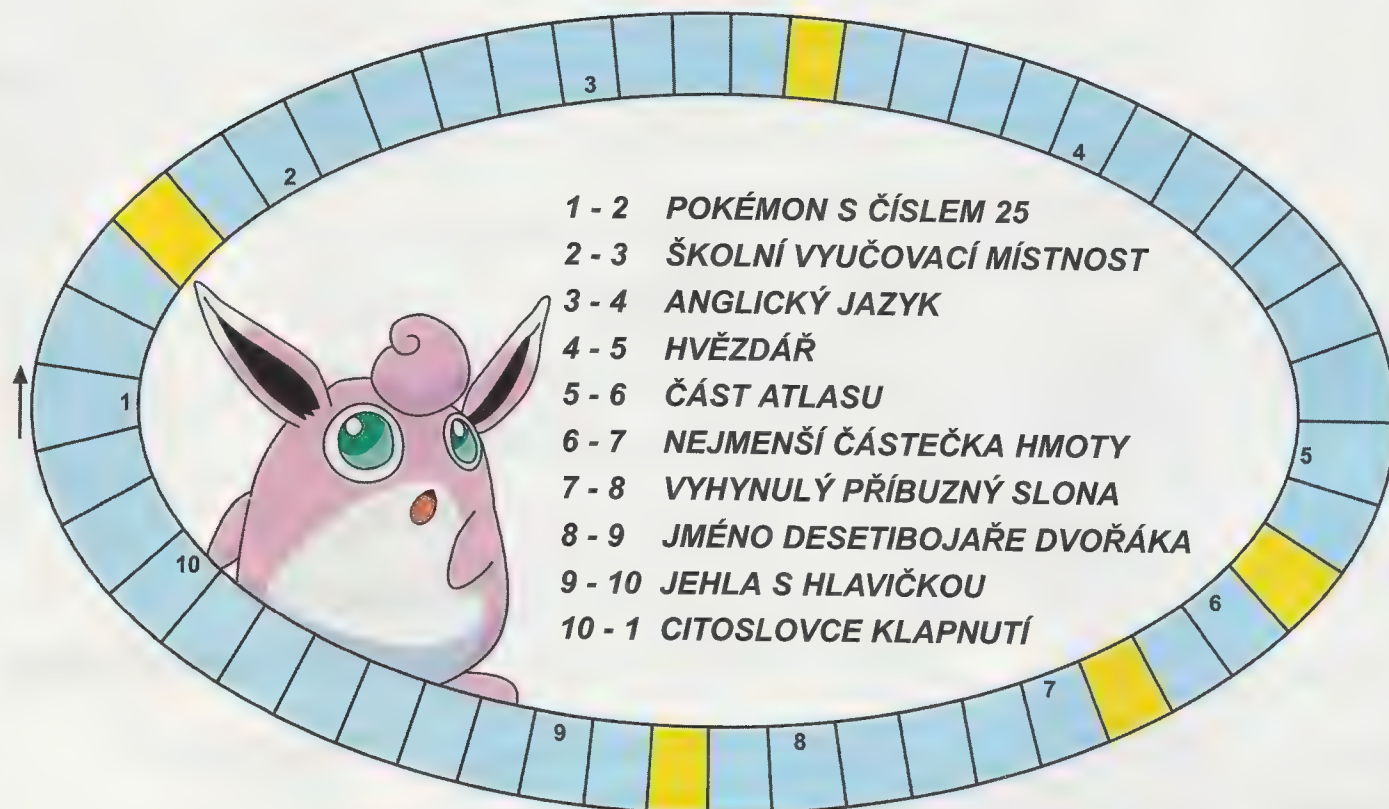 3
2
4
1
5
10
6
7
9
8
1 - 2 POKÉMON S ČÍSLEM 25
2 - 3 ŠKOLNÍ VYUČOVACÍ MÍSTNOST
3 - 4 ANGLICKÝ JAZYK
4 - 5 HVĚZDÁŘ
5 - 6 ČÁST ATLASU
6 - 7 NEJMENŠÍ ČÁSTEČKA HMOTY
7 - 8 VYHYNULÝ PŘÍBUZNÝ SLONA
8 - 9 JMÉNO DESETIBOJAŘE DVOŘÁKA
9 - 10 JEHLA S HLAVIČKOU
10 - 1 CITOSLOVCE KLAPNUTÍ